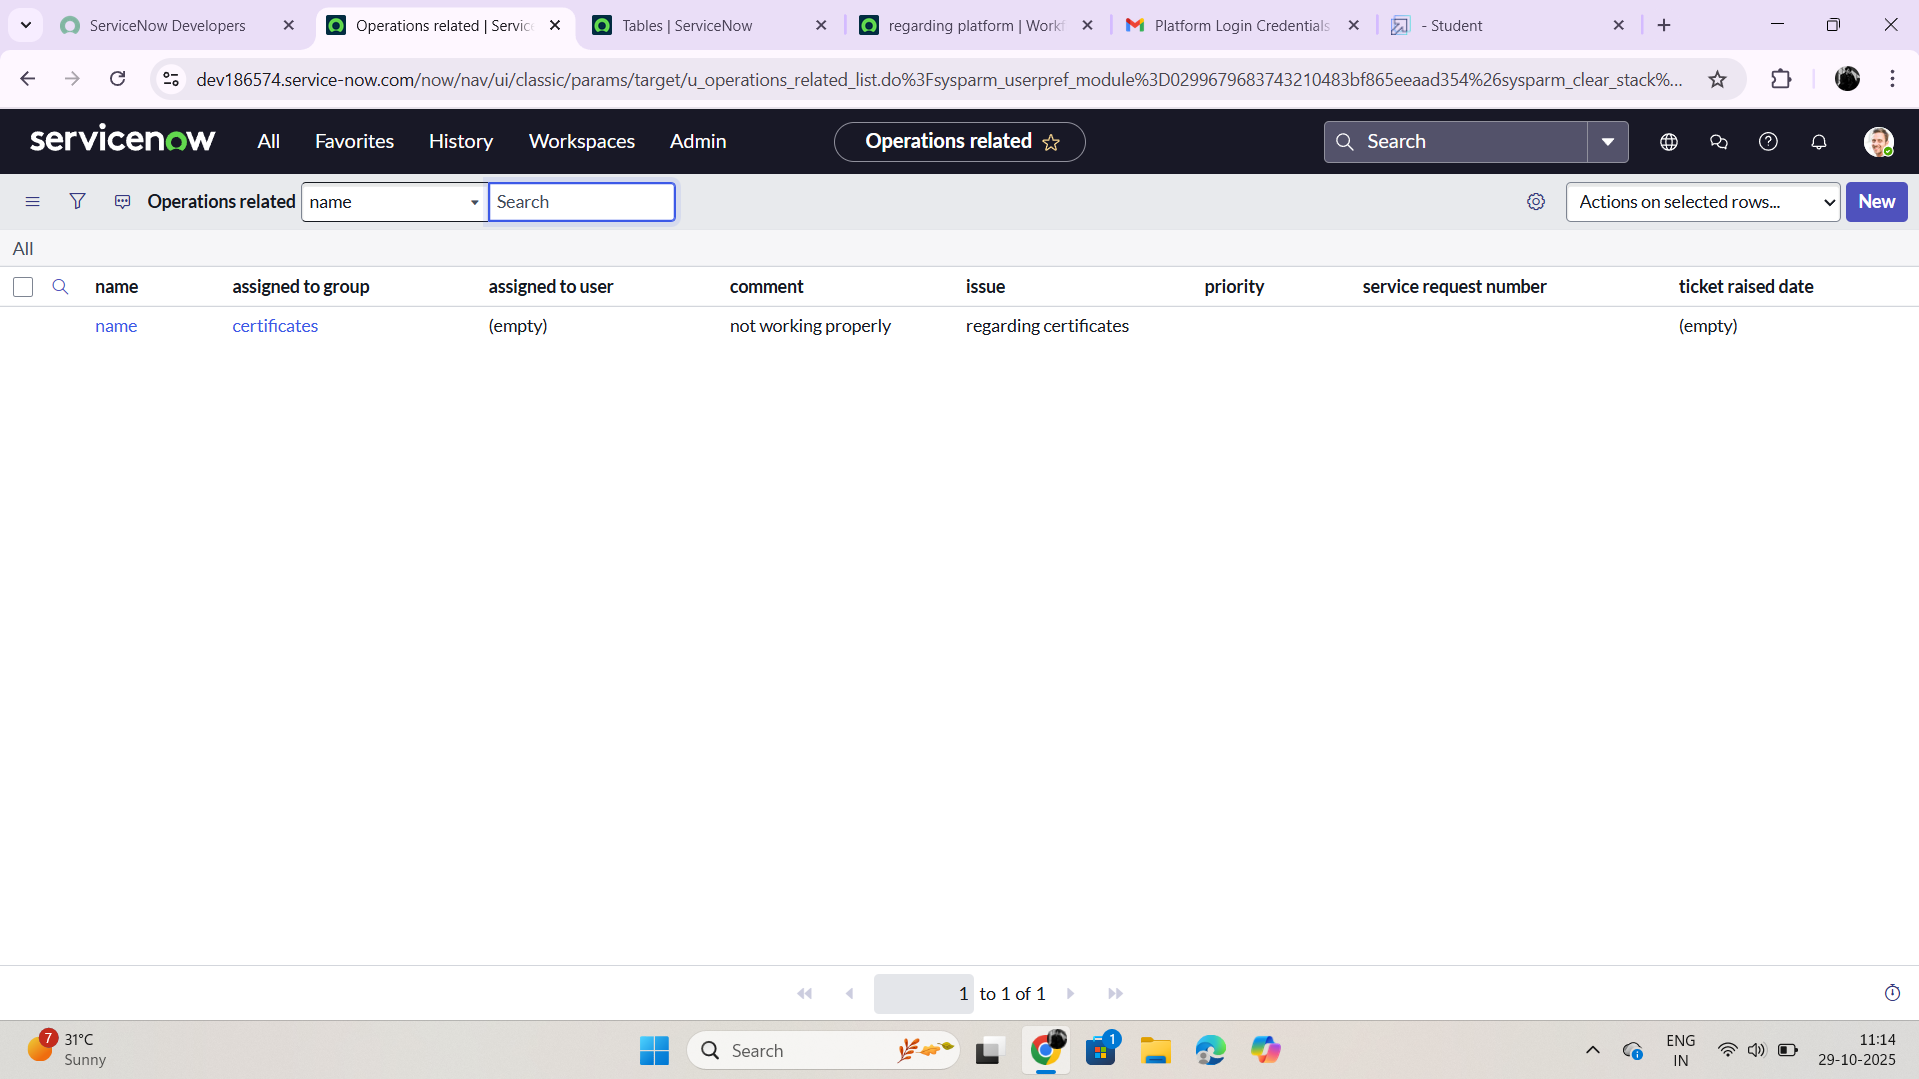 ServiceNow Developers
Operations related | Service
Tables | ServiceNow
regarding platform | Workf
Platform Login Credentials
- Student
dev186574.service-now.com/now/nav/ui/classic/params/target/u_operations_related_list.do%3Fsysparm_userpref_module%3D0299679683743210483bf865eeaad354%26sysparm_clear_stack%...
servicenow
All
Favorites
History
Workspaces
Admin
Operations related
Search
Operations related
name
Search
Actions on selected rows...
New
All
name assigned to group assigned to user comment issue priority service request number ticket raised date
name certificates (empty) not working properly regarding certificates (empty)
1 to 1 of 1
7
31°C
Sunny
Search
1
ENG
IN
11:14
29-10-2025